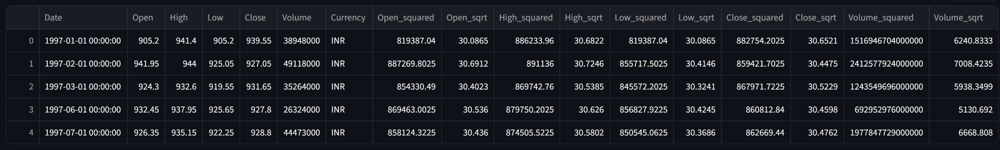 Date Open High Low Close Volume Currency Open_squared Open_sqrt High_squared High_sqrt Low_squared Low_sqrt Close_squared Close_sqrt Volume_squared Volume_sqrt
0 1997-01-01 00:00:00 905.2 941.4 905.2 939.55 38948000 INR 819387.04 30.0865 886233.96 30.6822 819387.04 30.0865 882754.2025 30.6521 1516946704000000 6240.8333
1 1997-02-01 00:00:00 941.95 944 925.05 927.05 49118000 INR 887269.8025 30.6912 891136 30.7246 855717.5025 30.4146 859421.7025 30.4475 2412577924000000 7008.4235
2 1997-03-01 00:00:00 924.3 932.6 919.55 931.65 35264000 INR 854330.49 30.4023 869742.76 30.5385 845572.2025 30.3241 867971.7225 30.5229 1243549696000000 5938.3499
3 1997-06-01 00:00:00 932.45 937.95 925.65 927.8 26324000 INR 869463.0025 30.536 879750.2025 30.626 856827.9225 30.4245 860812.84 30.4598 692952976000000 5130.692
4 1997-07-01 00:00:00 926.35 935.15 922.25 928.8 44473000 INR 858124.3225 30.436 874505.5225 30.5802 850545.0625 30.3686 862669.44 30.4762 1977847729000000 6668.808